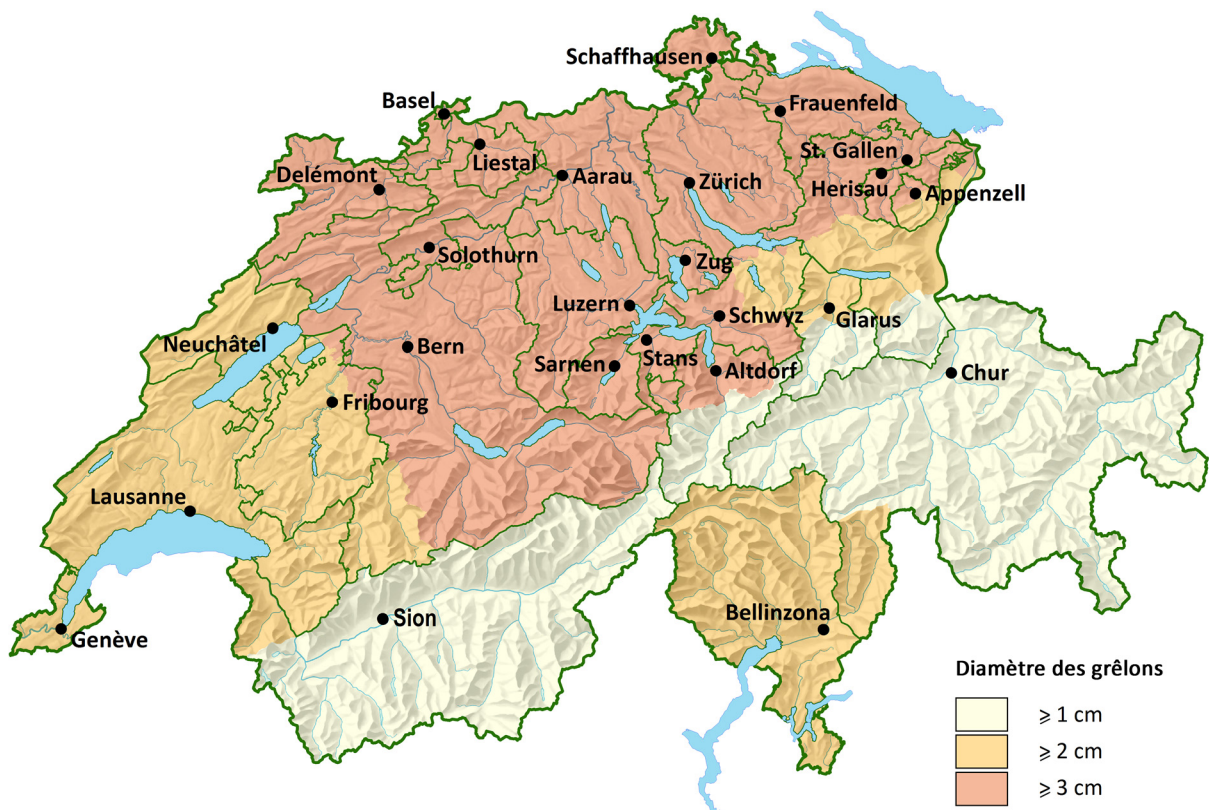 Schaffhausen
Basel
Frauenfeld
Liestal
St. Gallen
Delémont
Aarau
Zürich
Herisau
Appenzell
Solothurn
Zug
Luzern
Schwyz
Glarus
Neuchâtel
Bern
Sarnen
Stans
Altdorf
Chur
Fribourg
Lausanne
Sion
Bellinzona
Genève
Diamètre des grêlons
⩾ 1 cm
⩾ 2 cm
⩾ 3 cm